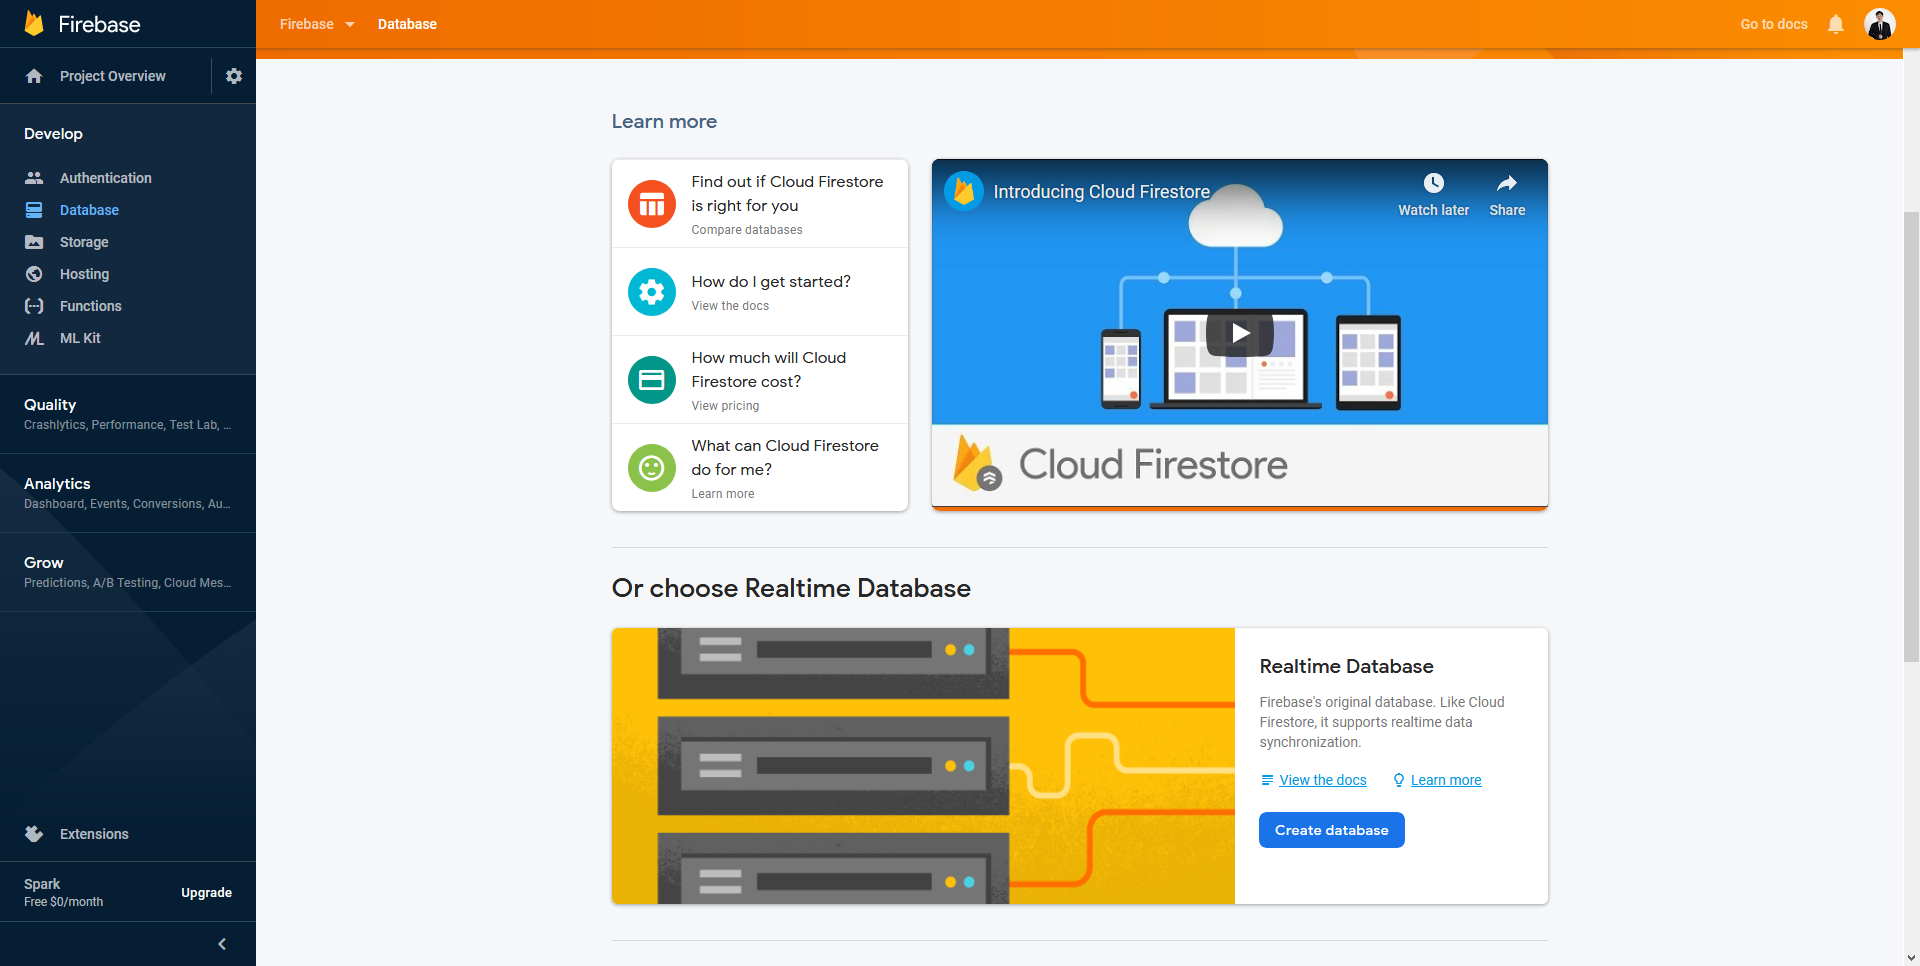 Firebase
Project Overview
Develop
Authentication
Database
Storage
Hosting
Functions
ML Kit
Quality
Crashlytics, Performance, Test Lab, ...
Analytics
Dashboard, Events, Conversions, Au...
Grow
Predictions, A/B Testing, Cloud Mes...
Extensions
Spark
Free $0/month
Upgrade
Firebase
Database
Go to docs
Learn more
Find out if Cloud Firestore
is right for you
Compare databases
How do I get started?
View the docs
How much will Cloud
Firestore cost?
View pricing
What can Cloud Firestore
do for me?
Learn more
Introducing Cloud Firestore
Watch later
Share
Cloud Firestore
Or choose Realtime Database
Realtime Database
Firebase's original database. Like Cloud
Firestore, it supports realtime data
synchronization.
View the docs
Learn more
Create database